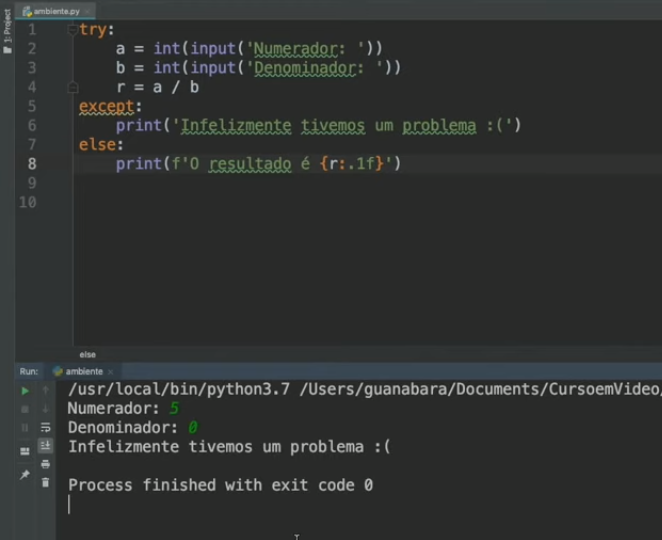 1: Project
ambiente.py
1 try:
2 a = int(input('Numerador: '))
3 b = int(input('Denominador: '))
4 r = a / b
5 except:
6 print('Infelizmente tivemos um problema :(')
7 else:
8 print(f'O resultado é {r:.1f}')
9
10
else
Run: ambiente
/usr/local/bin/python3.7 /Users/guanabara/Documents/CursoemVideo/
Numerador: 5
Denominador: 0
Infelizmente tivemos um problema :(
Process finished with exit code 0